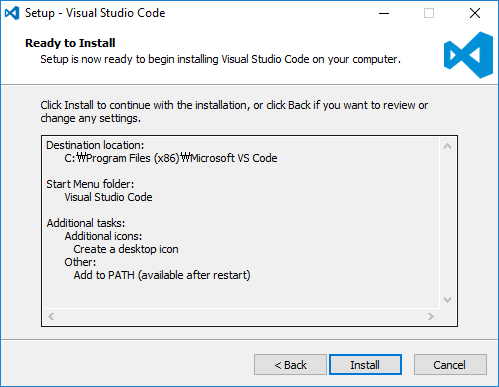 Setup - Visual Studio Code
Ready to Install
Setup is now ready to begin installing Visual Studio Code on your computer.
Click Install to continue with the installation, or click Back if you want to review or
change any settings.
Destination location:
C:₩Program Files (x86)₩Microsoft VS Code
Start Menu folder:
Visual Studio Code
Additional tasks:
Additional icons:
Create a desktop icon
Other:
Add to PATH (available after restart)
< Back
Install
Cancel